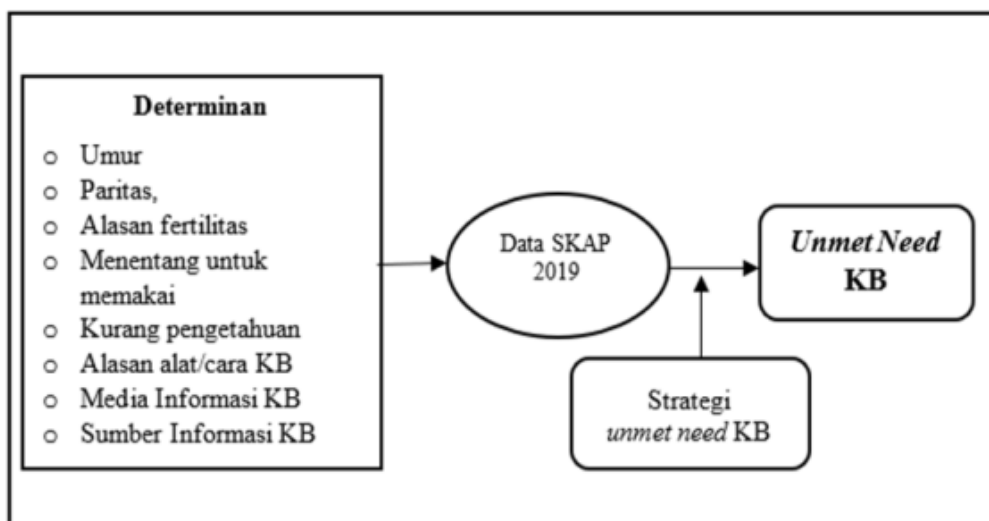 Determinan
o Umur
o Paritas,
o Alasan fertilitas
o Menentang untuk
memakai
o Kurang pengetahuan
o Alasan alat/cara KB
o Media Informasi KB
o Sumber Informasi KB
Data SKAP
2019
Unmet Need
KB
Strategi
unmet need KB